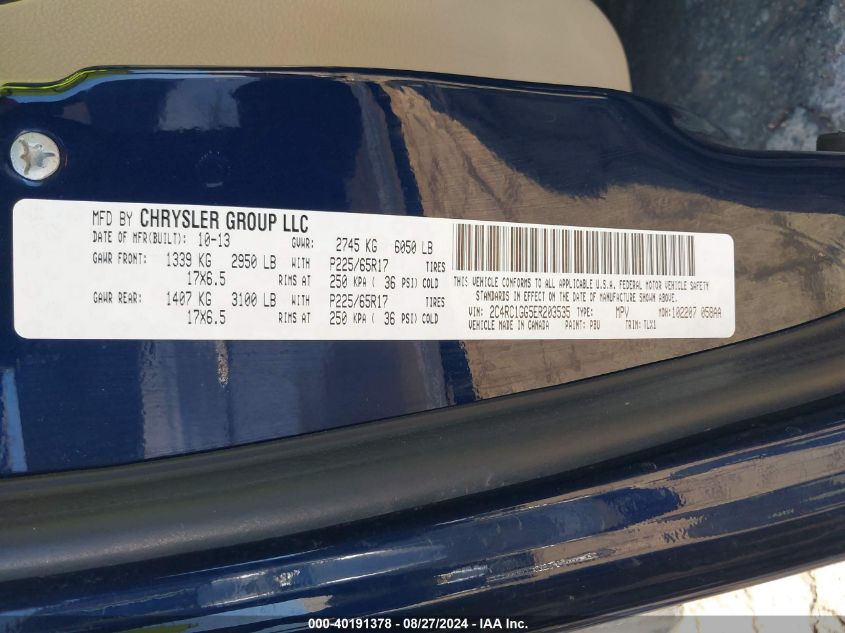 MFD BY CHRYSLER GROUP LLC
DATE OF MFR(BUILT): 10-13 GVWR: 2745 KG 6050 LB
GAWR FRONT: 1339 KG 2950 LB WITH P225/65R17 TIRES
17X6.5 RIMS AT 250 KPA ( 36 PSI) COLD
GAWR REAR: 1407 KG 3100 LB WITH P225/65R17 TIRES
17X6.5 RIMS AT 250 KPA ( 36 PSI) COLD
THIS VEHICLE CONFORMS TO ALL APPLICABLE U.S.A. FEDERAL MOTOR VEHICLE SAFETY
STANDARDS IN EFFECT ON THE DATE OF MANUFACTURE SHOWN ABOVE.
VIN: 2C4RC1GG5ER203535 TYPE: MPV MDH: 102207 058AA
MADE IN CANADA PAINT: PBU TRIM: TLX1
000-40191378 - 08/27/2024 - IAA Inc.